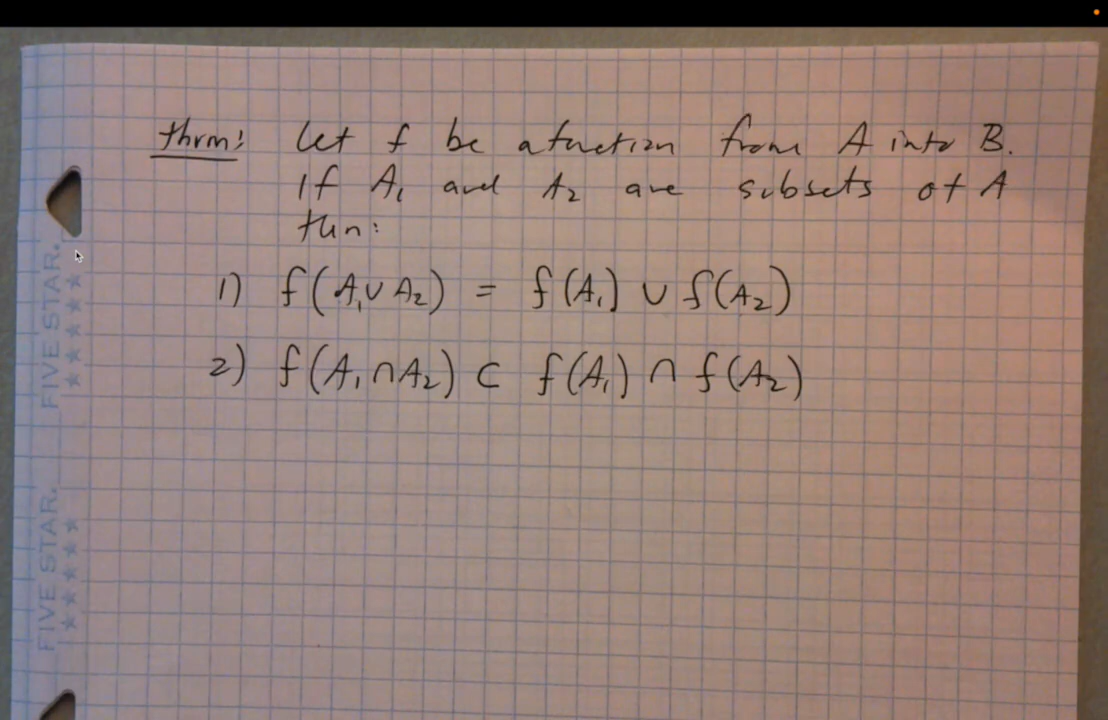 thrm: let f be a function from A into B.
If A₁ and A₂ are subsets of A
then:
1) f(A₁∪A₂) = f(A₁) ∪ f(A₂)
2) f(A₁∩A₂) ⊂ f(A₁) ∩ f(A₂)
FIVE STAR.
FIVE STAR.